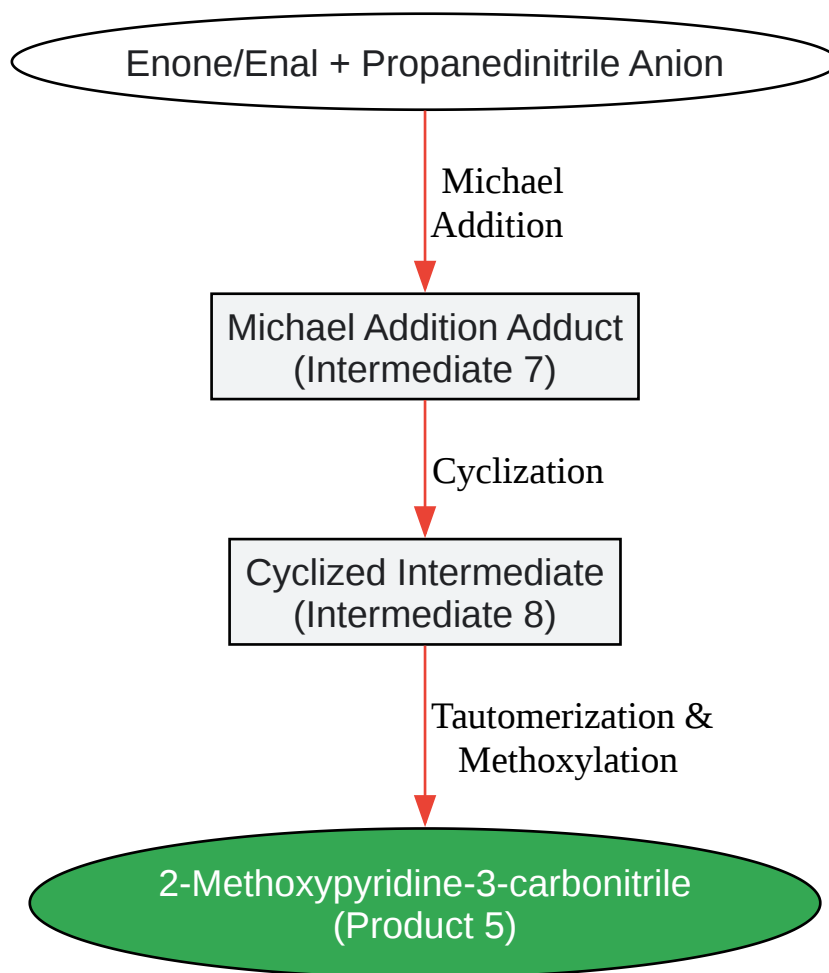 Enone/Enal + Propanedinitrile Anion
Michael
Addition
Michael Addition Adduct
(Intermediate 7)
Cyclization
Cyclized Intermediate
(Intermediate 8)
Tautomerization &
Methoxylation
2-Methoxypyridine-3-carbonitrile
(Product 5)